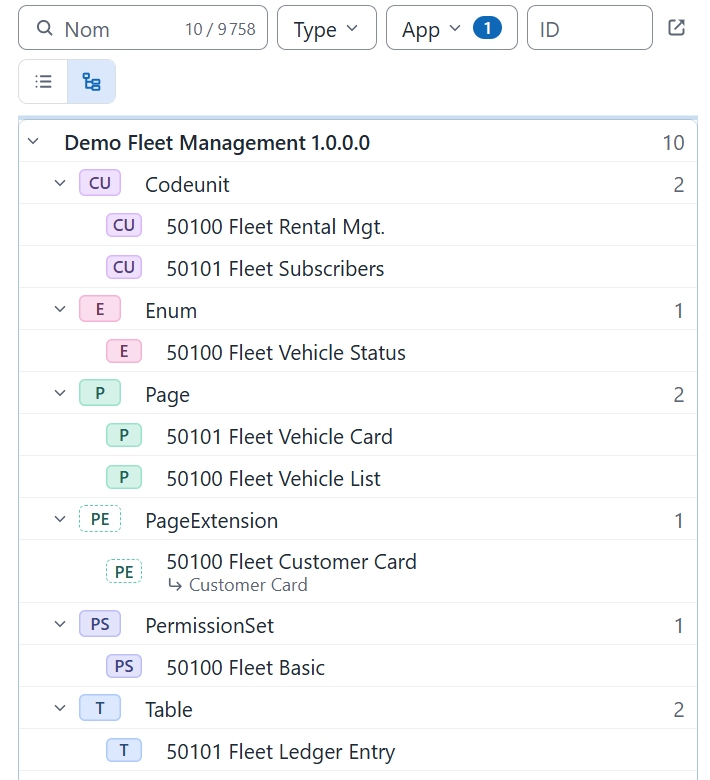 Nom 10 / 9 758 Type App 1 ID
Demo Fleet Management 1.0.0.0 10
CU Codeunit 2
CU 50100 Fleet Rental Mgt.
CU 50101 Fleet Subscribers
E Enum 1
E 50100 Fleet Vehicle Status
P Page 2
P 50101 Fleet Vehicle Card
P 50100 Fleet Vehicle List
PE PageExtension 1
PE 50100 Fleet Customer Card
↳ Customer Card
PS PermissionSet 1
PS 50100 Fleet Basic
T Table 2
T 50101 Fleet Ledger Entry